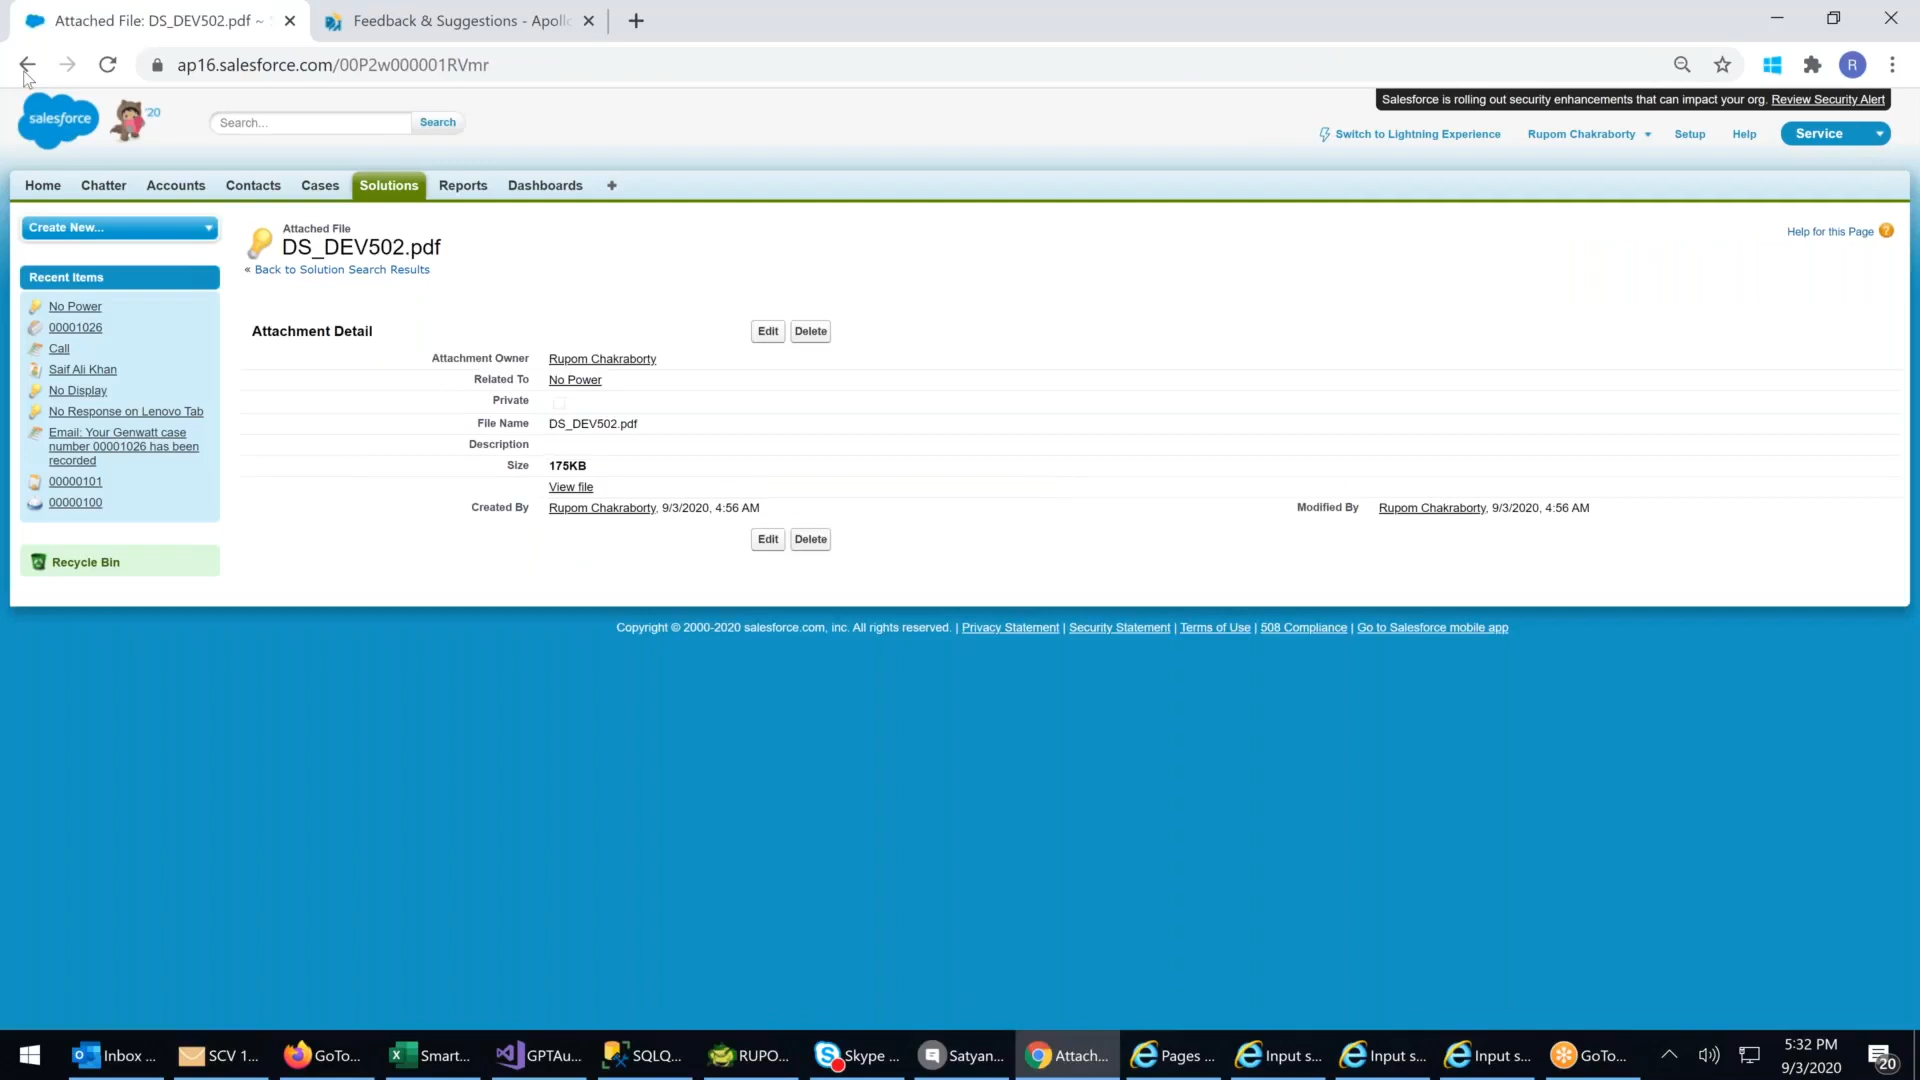 Attached File: DS_DEV502.pdf ~
Feedback & Suggestions - Apollo
ap16.salesforce.com/00P2w000001RVmr
R
Salesforce is rolling out security enhancements that can impact your org. Review Security Alert
salesforce
'20
Search...
Search
Switch to Lightning Experience
Rupom Chakraborty
Setup
Help
Service
Home
Chatter
Accounts
Contacts
Cases
Solutions
Reports
Dashboards
Create New...
Attached File
DS_DEV502.pdf
« Back to Solution Search Results
Help for this Page ?
Recent Items
No Power
00001026
Call
Saif Ali Khan
No Display
No Response on Lenovo Tab
Email: Your Genwatt case
number 00001026 has been
recorded
00000101
00000100
Recycle Bin
Attachment Detail
Edit
Delete
Attachment Owner
Rupom Chakraborty
Related To
No Power
Private
File Name
DS_DEV502.pdf
Description
Size
175KB
View file
Created By
Rupom Chakraborty, 9/3/2020, 4:56 AM
Modified By
Rupom Chakraborty, 9/3/2020, 4:56 AM
Edit
Delete
Copyright © 2000-2020 salesforce.com, inc. All rights reserved. | Privacy Statement | Security Statement | Terms of Use | 508 Compliance | Go to Salesforce mobile app
Inbox ...
SCV 1...
GoTo...
Smart...
GPTAu...
SQLQ...
RUPO...
Skype ...
Satyan...
Attach...
Pages ...
Input s...
Input s...
Input s...
GoTo...
5:32 PM
9/3/2020
20